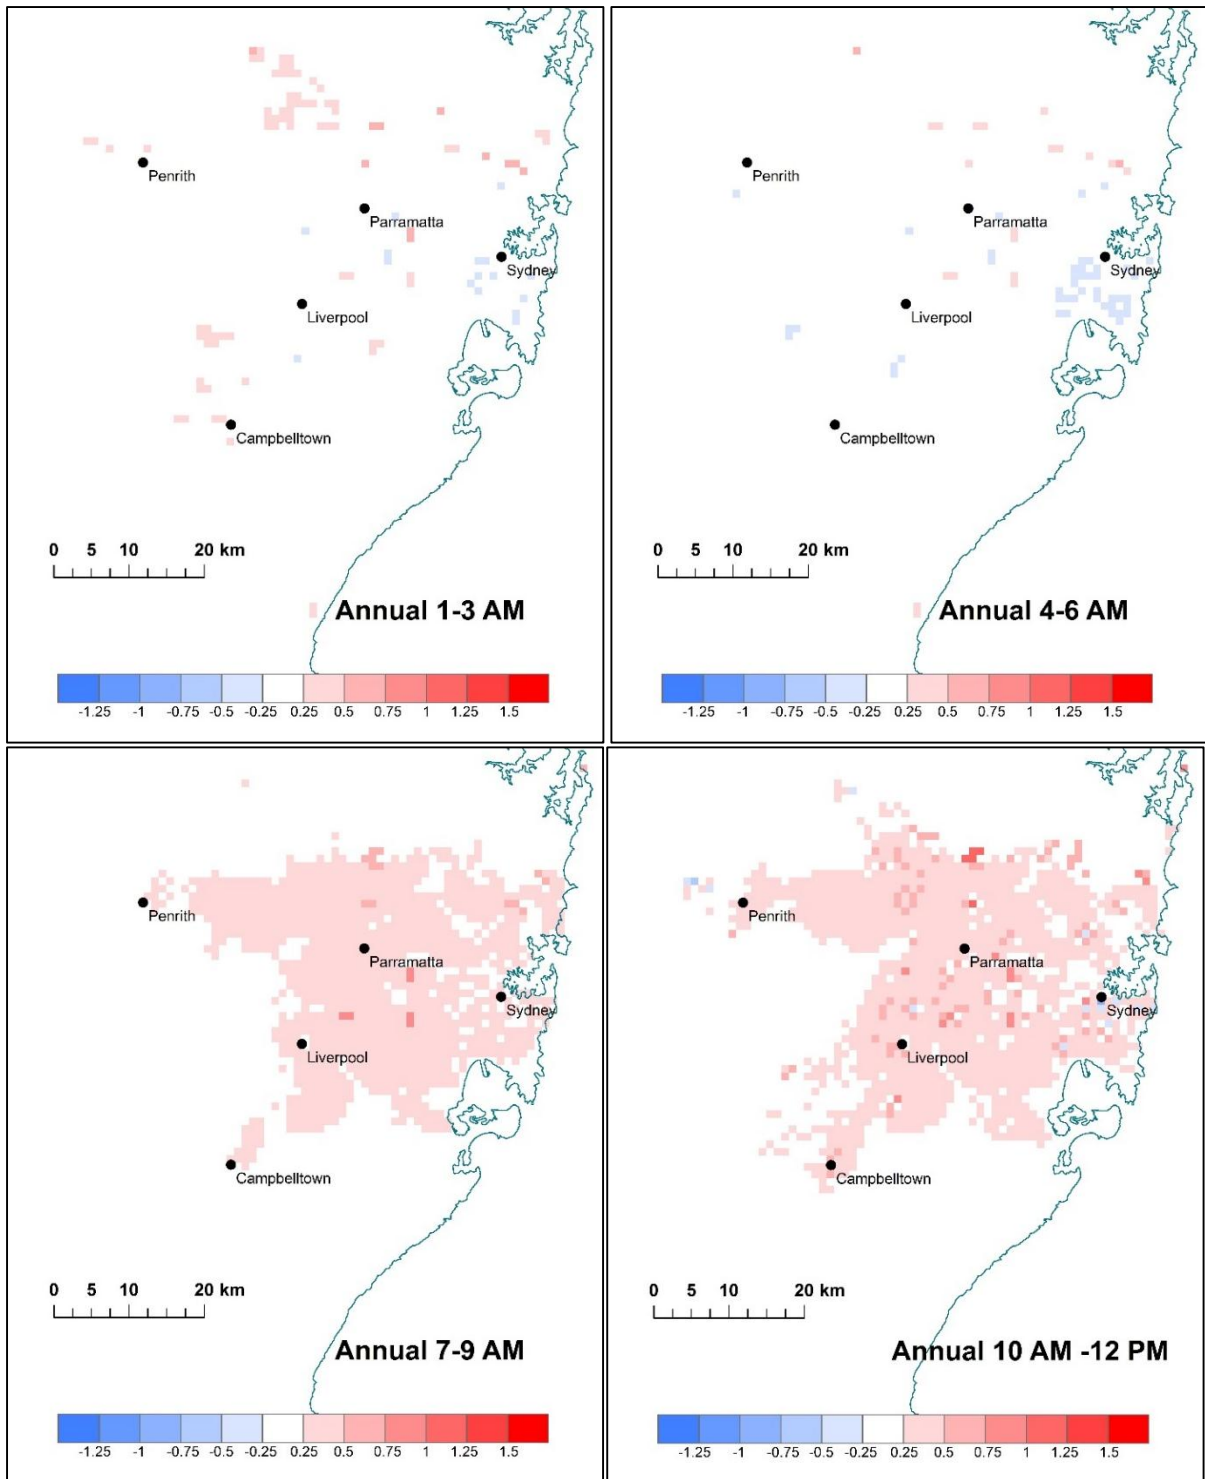 Penrith
Parramatta
Sydney
Liverpool
Campbelltown
0 5 10 20 km
Annual 1-3 AM
-1.25 -1 -0.75 -0.5 -0.25 0.25 0.5 0.75 1 1.25 1.5
Penrith
Parramatta
Sydney
Liverpool
Campbelltown
0 5 10 20 km
Annual 4-6 AM
-1.25 -1 -0.75 -0.5 -0.25 0.25 0.5 0.75 1 1.25 1.5
Penrith
Parramatta
Sydney
Liverpool
Campbelltown
0 5 10 20 km
Annual 7-9 AM
-1.25 -1 -0.75 -0.5 -0.25 0.25 0.5 0.75 1 1.25 1.5
Penrith
Parramatta
Sydney
Liverpool
Campbelltown
0 5 10 20 km
Annual 10 AM -12 PM
-1.25 -1 -0.75 -0.5 -0.25 0.25 0.5 0.75 1 1.25 1.5